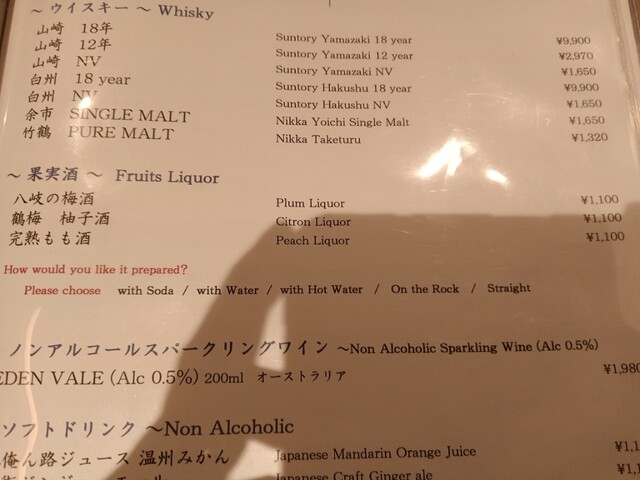 ～ウイスキー～ Whisky
山崎 18年 Suntory Yamazaki 18 year ¥9,900
山崎 12年 Suntory Yamazaki 12 year ¥2,970
山崎 NV Suntory Yamazaki NV ¥1,650
白州 18 year Suntory Hakushu 18 year ¥9,900
白州 NV Suntory Hakushu NV ¥1,650
余市 SINGLE MALT Nikka Yoichi Single Malt ¥1,650
竹鶴 PURE MALT Nikka Taketuru ¥1,320
～果実酒～ Fruits Liquor
八岐の梅酒 Plum Liquor ¥1,100
鶴梅 柚子酒 Citron Liquor ¥1,100
完熟もも酒 Peach Liquor ¥1,100
How would you like it prepared?
Please choose with Soda / with Water / with Hot Water / On the Rock / Straight
ノンアルコールスパークリングワイン ～Non Alcoholic Sparkling Wine (Alc 0.5%)
EDEN VALE (Alc 0.5%) 200ml オーストラリア ¥1,980
ソフトドリンク ～Non Alcoholic
俺ん路ジュース 温州みかん Japanese Mandarin Orange Juice
Japanese Craft Ginger ale